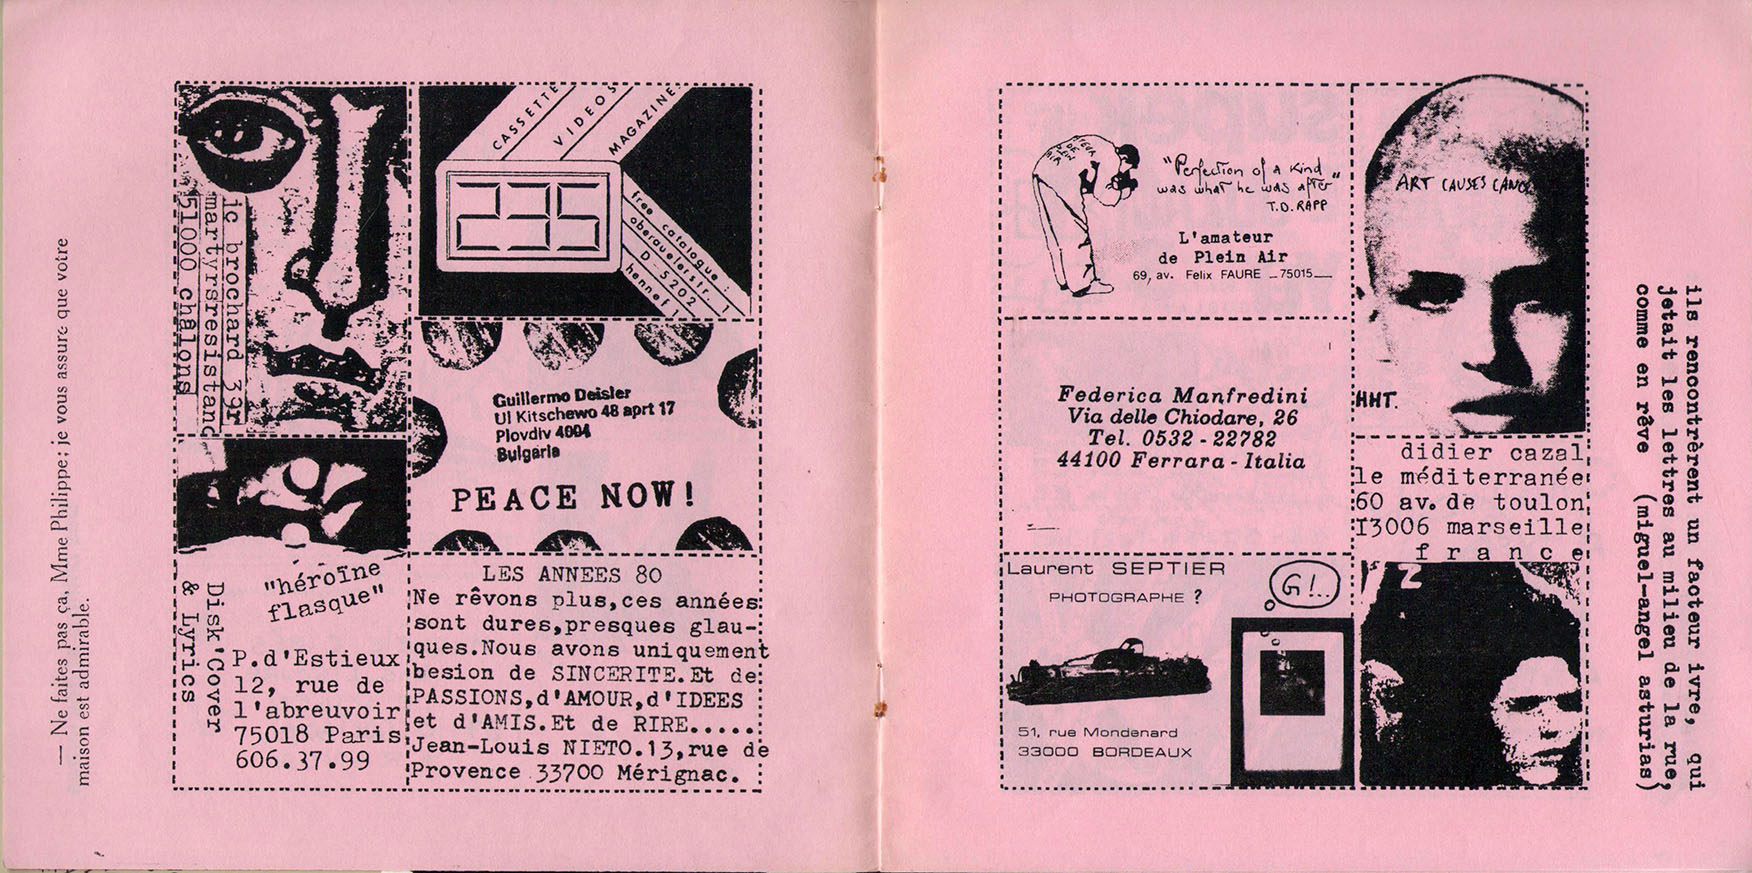 — Ne faites pas ça, Mme Philippe; je vous assure que votre
maison est admirable.
jc brochard 39r
martyrsresistanc
51000 chalons
CASSETTE
VIDEOS
MAGAZINE
235
free catalogue:
oberauelerstr. 1
D-5202
hennef 1
Guillermo Deisler
Ul Kitschewo 48 aprt 17
Plovdiv 4004
Bulgaria
PEACE NOW!
"héroïne
flasque"
Disk'Cover
& Lyrics
P.d'Estieux
12, rue de
l'abreuvoir
75018 Paris
606.37.99
LES ANNEES 80
Ne rêvons plus,ces années
sont dures,presques glau-
ques.Nous avons uniquement
besion de SINCERITE.Et de
PASSIONS,d'AMOUR,d'IDEES
et d'AMIS.Et de RIRE.....
Jean-Louis NIETO.13,rue de
Provence 33700 Mérignac.
"Perfection of a Kind
was what he was after"
T.D. RAPP
L'amateur
de Plein Air
69, av. Felix FAURE _75015_
ART CAUSES CANC
HHT.
Federica Manfredini
Via delle Chiodare, 26
Tel. 0532 - 22782
44100 Ferrara - Italia
didier cazal
le méditerranée
60 av. de toulon
13006 marseille
france
Laurent SEPTIER
PHOTOGRAPHE ?
G!..
51, rue Mondenard
33000 BORDEAUX
Z
ils rencontrèrent un facteur ivre, qui
jetait les lettres au milieu de la rue,
comme en rêve (miguel-angel asturias)